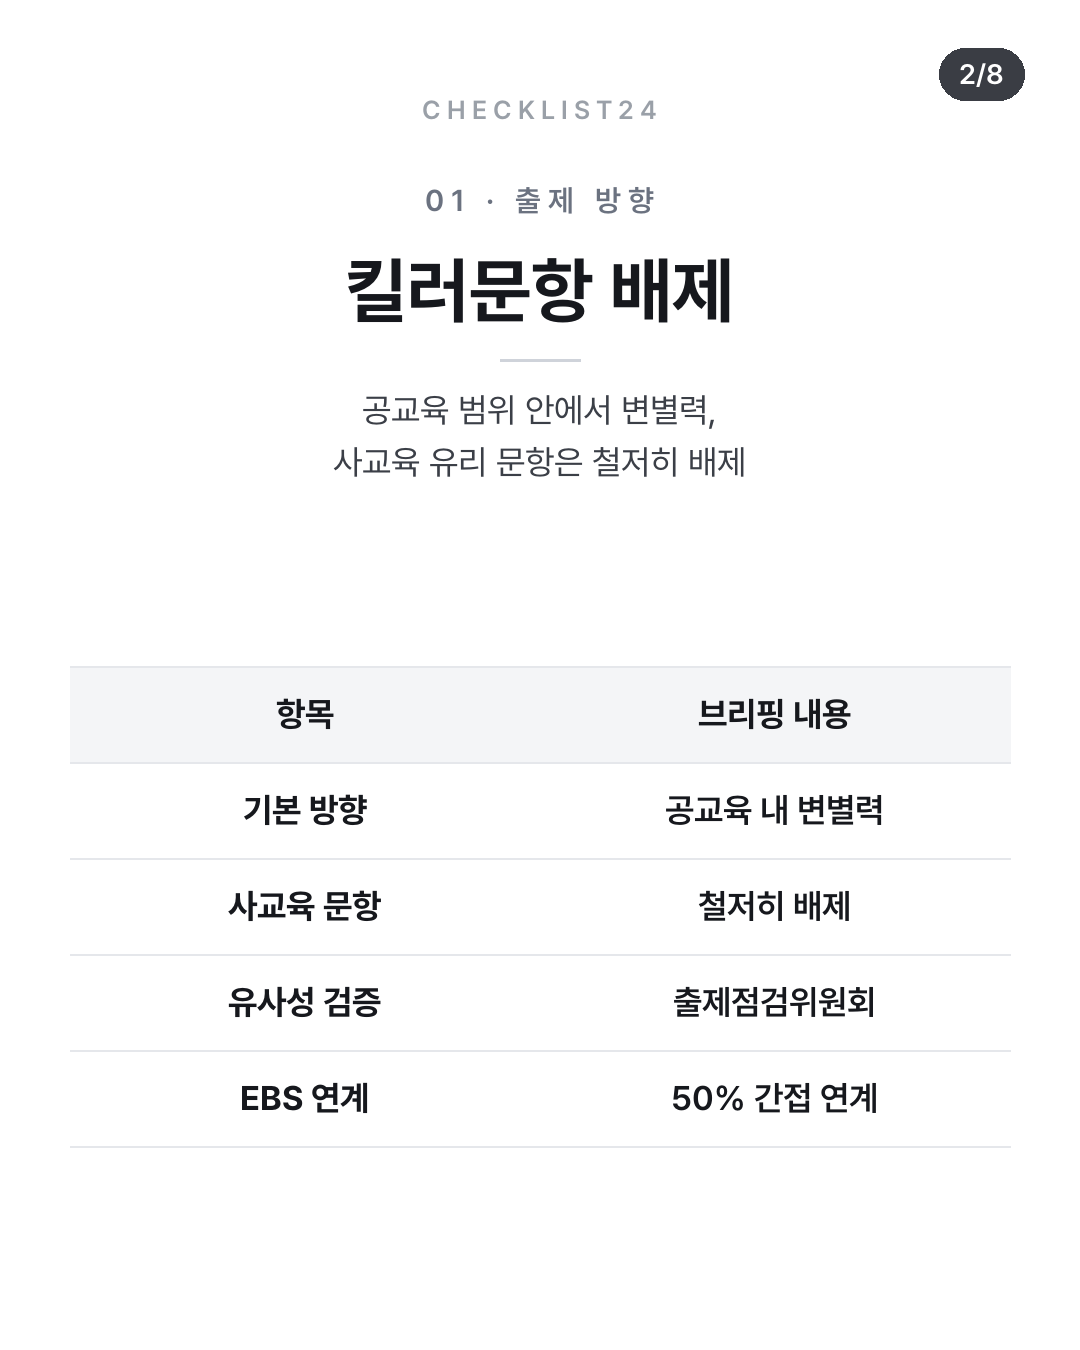 2/8
CHECKLIST24
01 · 출제 방향
킬러문항 배제
공교육 범위 안에서 변별력,
사교육 유리 문항은 철저히 배제
항목 브리핑 내용
기본 방향 공교육 내 변별력
사교육 문항 철저히 배제
유사성 검증 출제점검위원회
EBS 연계 50% 간접 연계